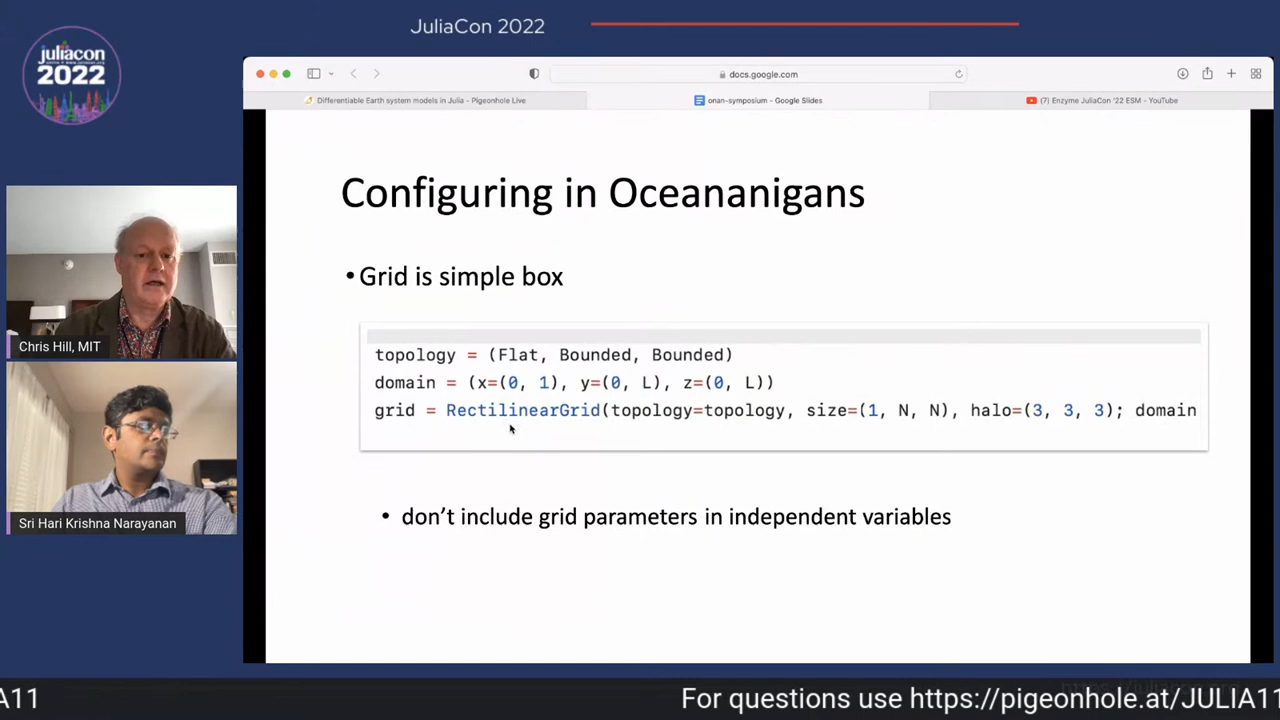 JuliaCon 2022
juliacon
2022
docs.google.com
Differentiable Earth system models in Julia - Pigeonhole Live
onan-symposium - Google Slides
(7) Enzyme JuliaCon '22 ESM - YouTube
Configuring in Oceananigans
•Grid is simple box
topology = (Flat, Bounded, Bounded)
domain = (x=(0, 1), y=(0, L), z=(0, L))
grid = RectilinearGrid(topology=topology, size=(1, N, N), halo=(3, 3, 3); domain
• don't include grid parameters in independent variables
Chris Hill, MIT
Sri Hari Krishna Narayanan
A11
For questions use https://pigeonhole.at/JULIA11